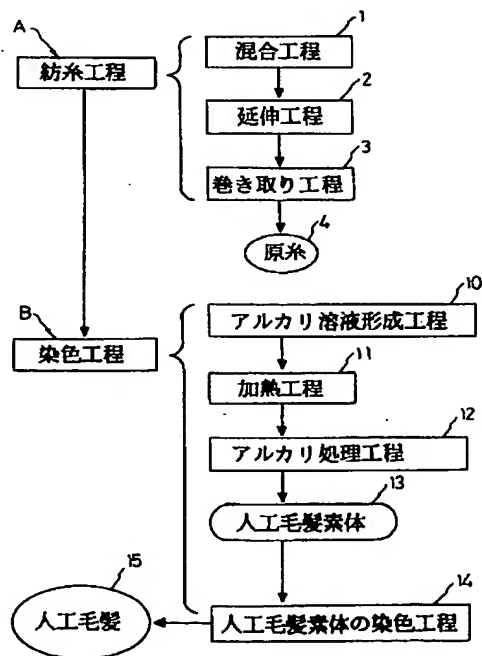 A
紡糸工程
1
混合工程
2
延伸工程
3
巻き取り工程
4
原糸
B
染色工程
10
アルカリ溶液形成工程
11
加熱工程
12
アルカリ処理工程
13
人工毛髪素体
14
人工毛髪素体の染色工程
15
人工毛髪